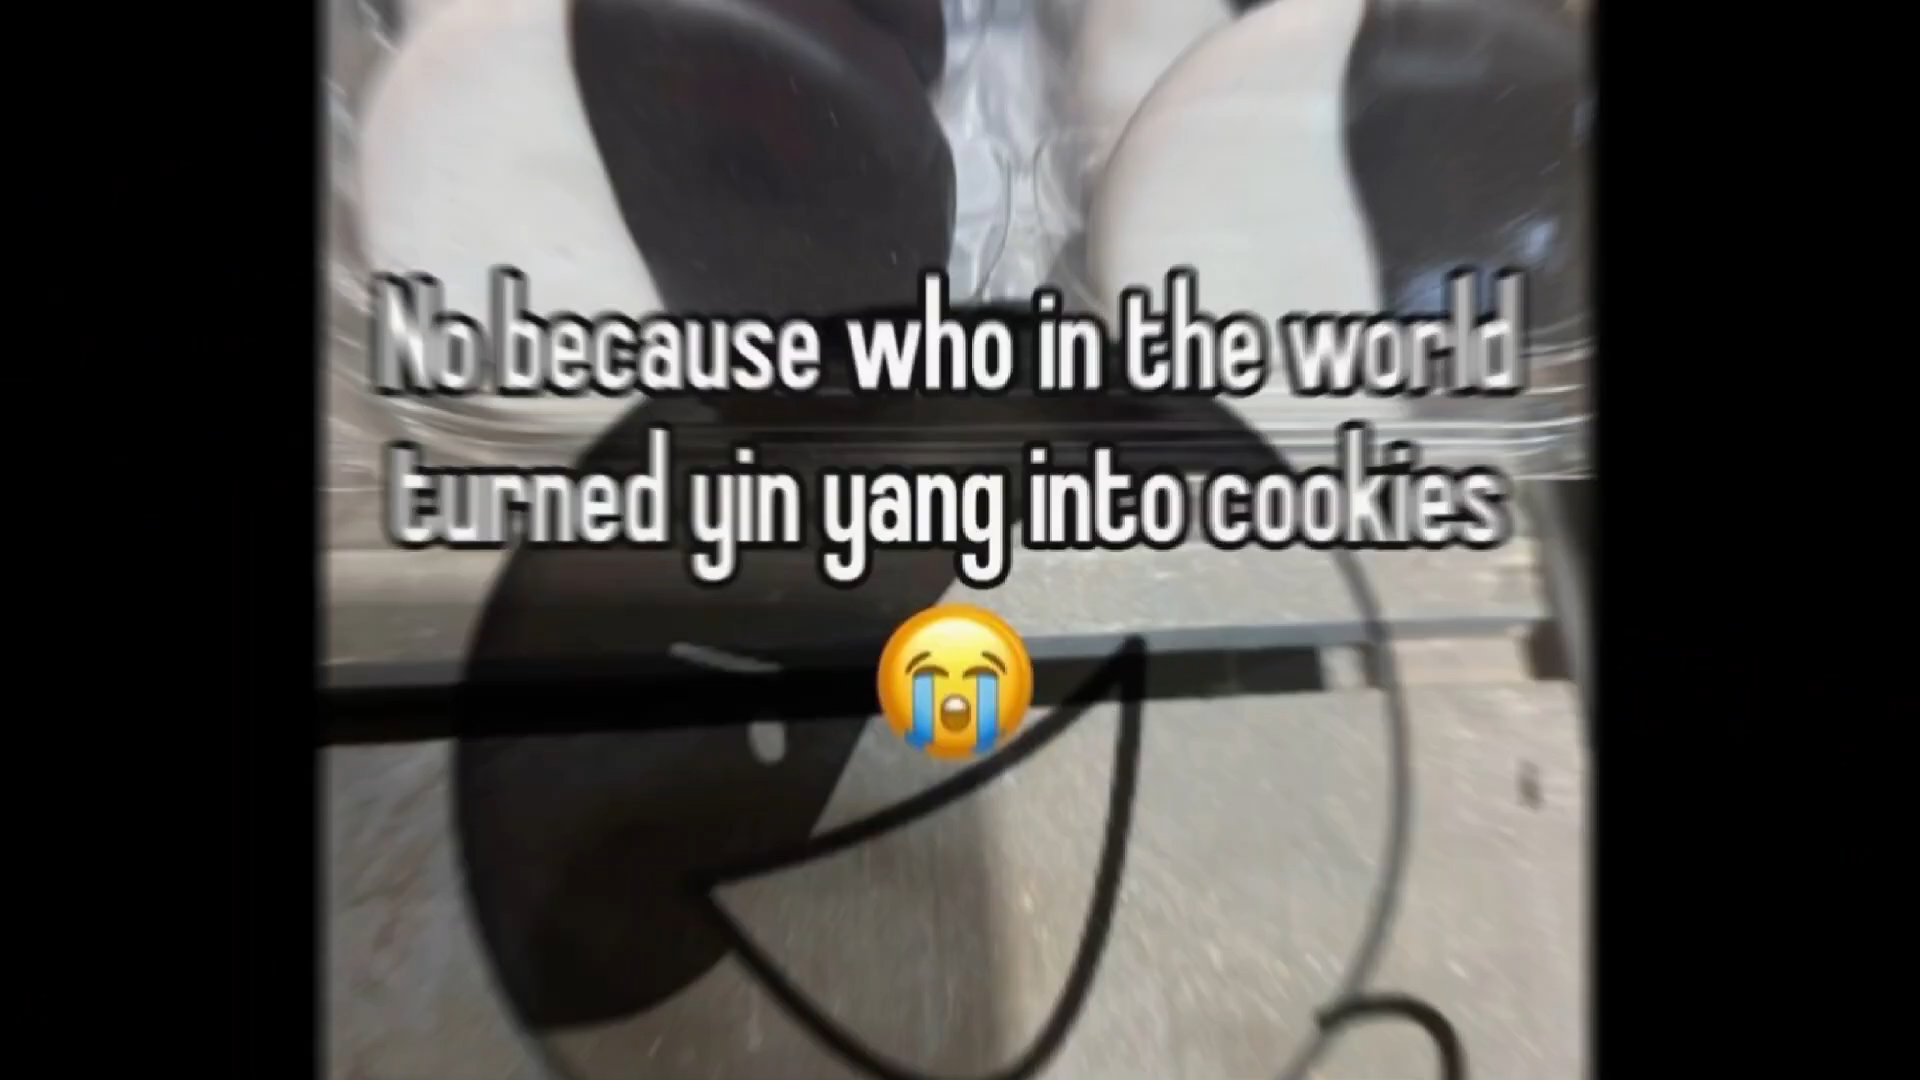 No because who in the world
turned yin yang into cookies
😭